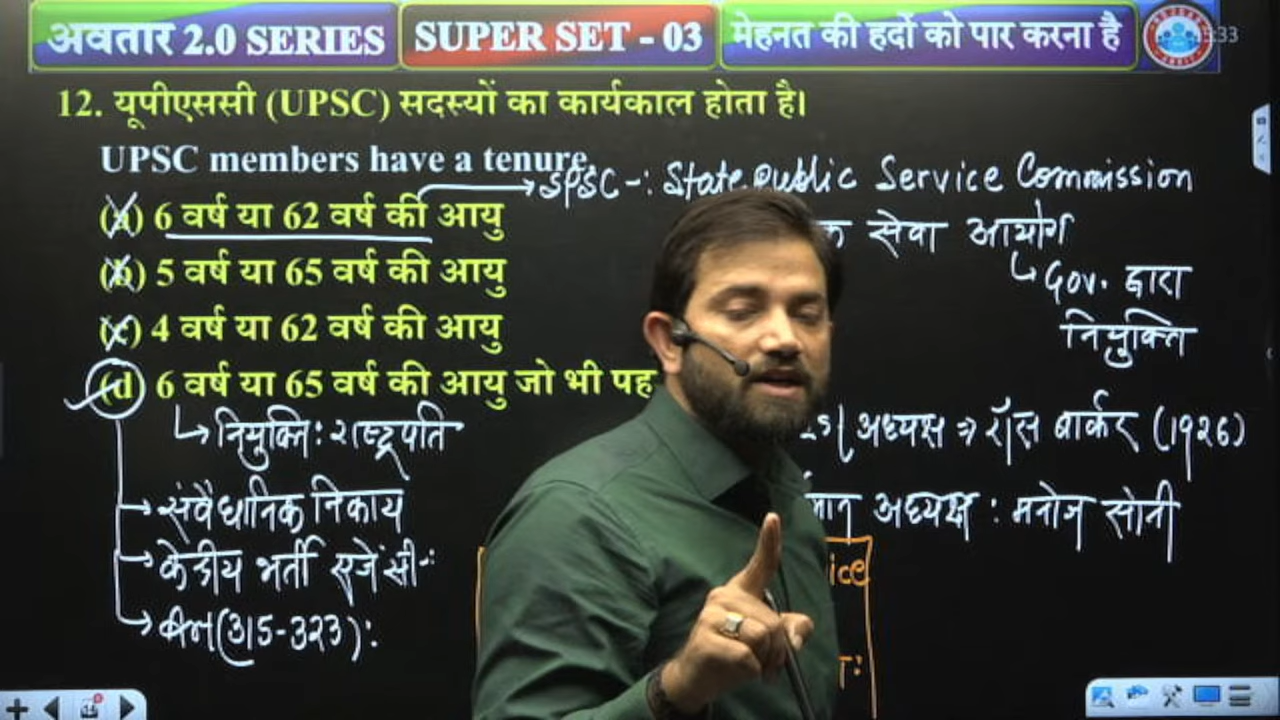 अवतार 2.0 SERIES
SUPER SET - 03
मेहनत की हदों को पार करना है
5:33
12. यूपीएससी (UPSC) सदस्यों का कार्यकाल होता है।
UPSC members have a tenure.
(a) 6 वर्ष या 62 वर्ष की आयु
(b) 5 वर्ष या 65 वर्ष की आयु
(c) 4 वर्ष या 62 वर्ष की आयु
(d) 6 वर्ष या 65 वर्ष की आयु जो भी पह
SPSC-: State Public Service Commission
सेवा आयोग
Gov. द्वारा
नियुक्ति
नियुक्ति: राष्ट्रपति
संवैधानिक निकाय
केंद्रीय भर्ती एजेंसी-:
(315-323):
अध्यक्ष ⇒ रॉस बार्कर (1926)
अध्यक्ष : मनोज सोनी
ice